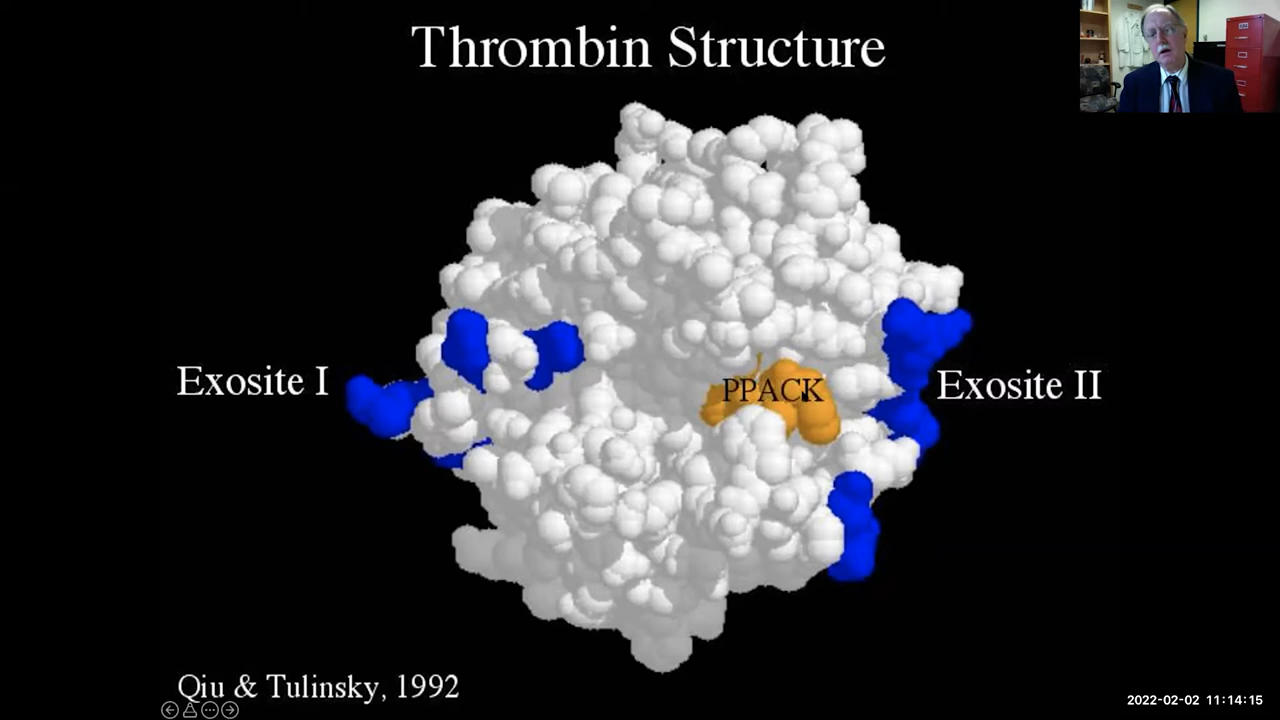 Thrombin Structure
Exosite I
PPACK
Exosite II
Qiu & Tulinsky, 1992
2022-02-02 11:14:15